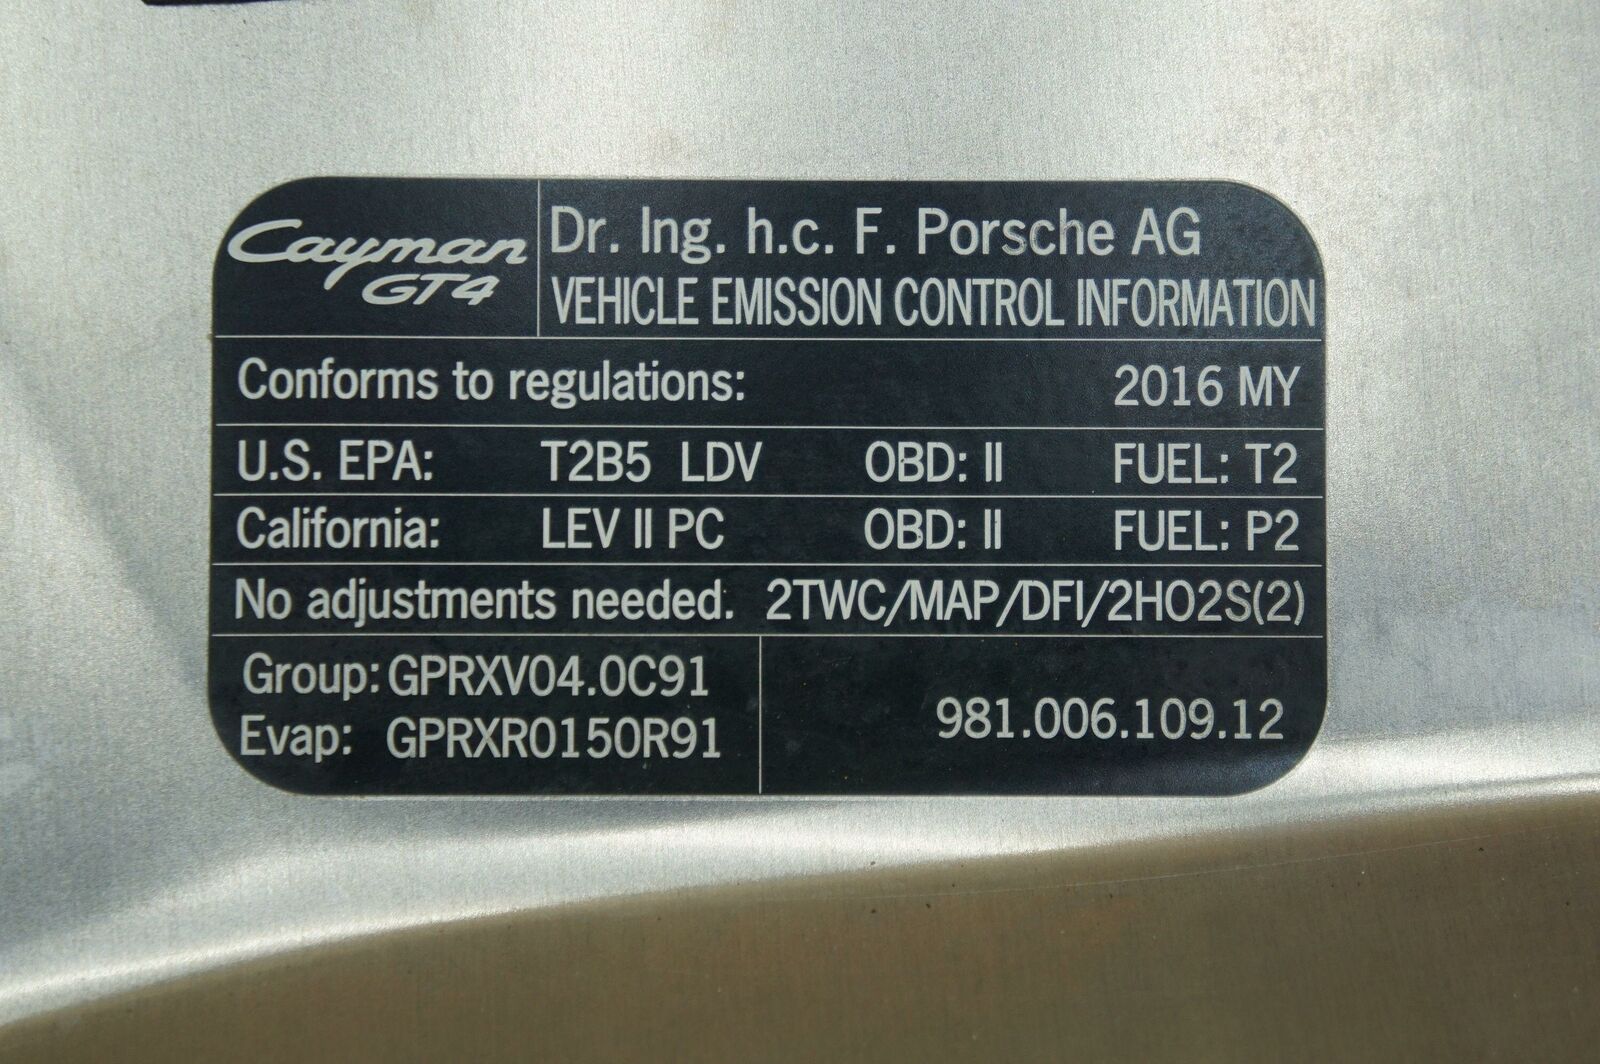 Cayman
GT4
Dr. Ing. h.c. F. Porsche AG
VEHICLE EMISSION CONTROL INFORMATION
Conforms to regulations: 2016 MY
U.S. EPA: T2B5 LDV OBD: II FUEL: T2
California: LEV II PC OBD: II FUEL: P2
No adjustments needed. 2TWC/MAP/DFI/2HO2S(2)
Group: GPRXV04.0C91
Evap: GPRXR0150R91
981.006.109.12